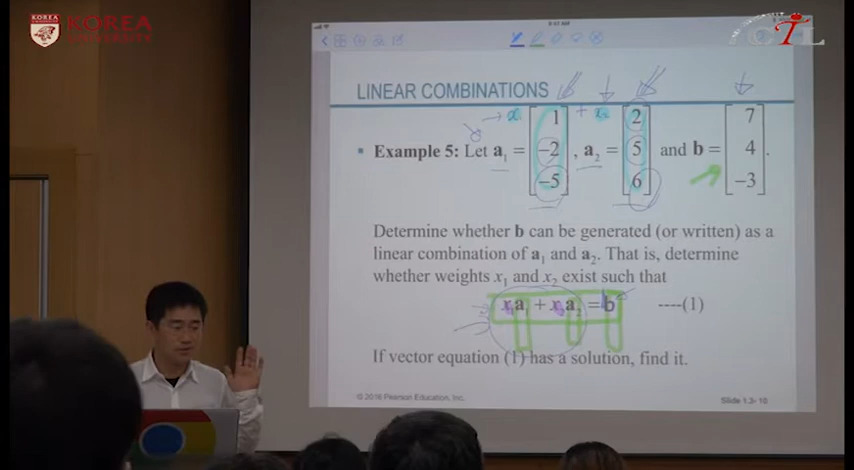 KOREA
KOREA
UNIVERSITY
LINEAR COMBINATIONS
x₁ + x₂
▪ Example 5: Let a₁ = [1 -2 -5], a₂ = [2 5 6] and b = [7 4 -3].
Determine whether b can be generated (or written) as a
linear combination of a₁ and a₂. That is, determine
whether weights x₁ and x₂ exist such that
x₁a₁ + x₂a₂ = b ----(1)
If vector equation (1) has a solution, find it.
© 2016 Pearson Education, Inc.
Slide 1.3- 10